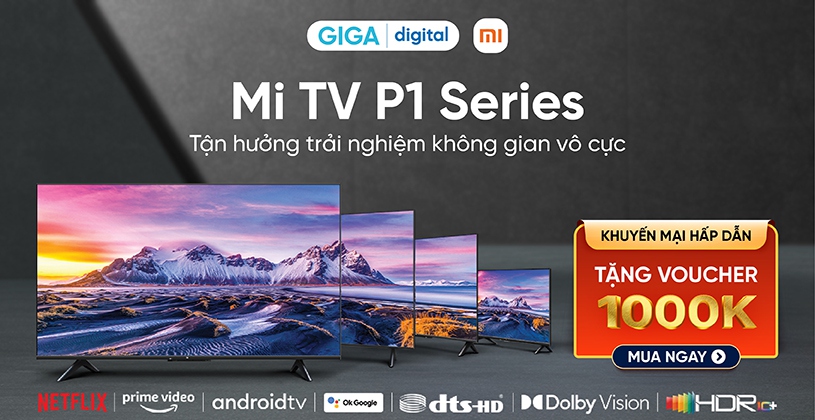 GIGA digital mi
Mi TV P1 Series
Tận hưởng trải nghiệm không gian vô cực
KHUYẾN MẠI HẤP DẪN
TẶNG VOUCHER
1000K
MUA NGAY
NETFLIX prime video androidtv Ok Google dts-HD Dolby Vision HDR10+